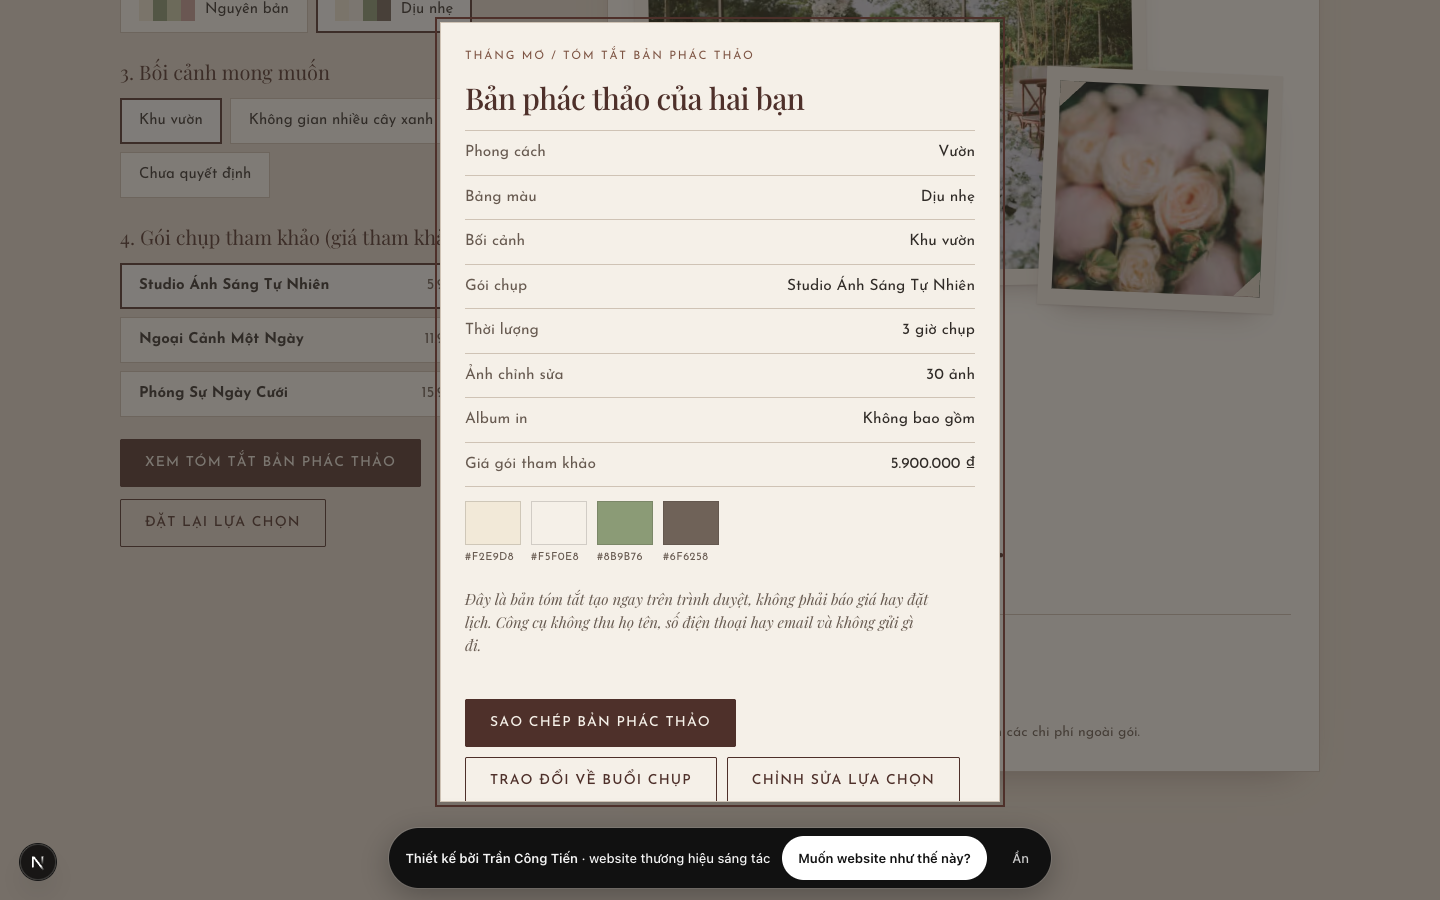 Nguyên bản
Dịu nhẹ
3. Bối cảnh mong muốn
Khu vườn
Không gian nhiều cây xanh
Chưa quyết định
4. Gói chụp tham khảo (giá tham
Studio Ánh Sáng Tự Nhiên
Ngoại Cảnh Một Ngày
Phóng Sự Ngày Cưới
XEM TÓM TẮT BẢN PHÁC THẢO
ĐẶT LẠI LỰA CHỌN
THÁNG MƠ / TÓM TẮT BẢN PHÁC THẢO
Bản phác thảo của hai bạn
Phong cách Vườn
Bảng màu Dịu nhẹ
Bối cảnh Khu vườn
Gói chụp Studio Ánh Sáng Tự Nhiên
Thời lượng 3 giờ chụp
Ảnh chỉnh sửa 30 ảnh
Album in Không bao gồm
Giá gói tham khảo 5.900.000 ₫
#F2E9D8 #F5F0E8 #8B9B76 #6F6258
Đây là bản tóm tắt tạo ngay trên trình duyệt, không phải báo giá hay đặt
lịch. Công cụ không thu họ tên, số điện thoại hay email và không gửi gì
đi.
SAO CHÉP BẢN PHÁC THẢO
TRAO ĐỔI VỀ BUỔI CHỤP
CHỈNH SỬA LỰA CHỌN
các chi phí ngoài gói.
Thiết kế bởi Trần Công Tiến · website thương hiệu sáng tác
Muốn website như thế này?
Ẩn
N